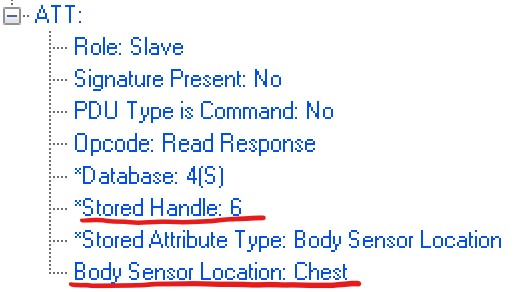 ATT:
Role: Slave
Signature Present: No
PDU Type is Command: No
Opcode: Read Response
*Database: 4(S)
*Stored Handle: 6
*Stored Attribute Type: Body Sensor Location
Body Sensor Location: Chest